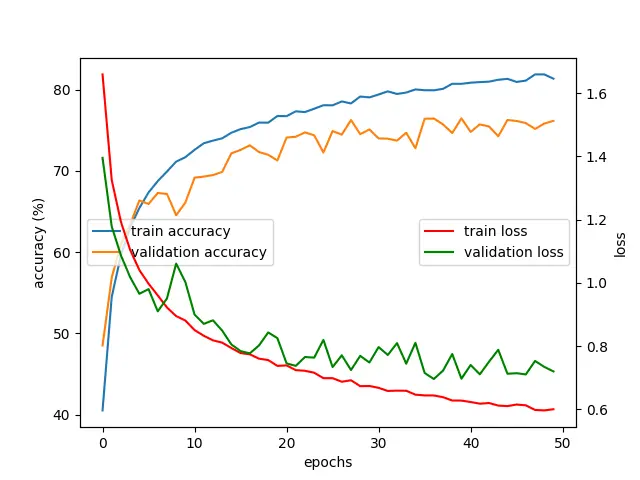 80
70
60
50
40
accuracy (%)
train accuracy
validation accuracy
train loss
validation loss
1.6
1.4
1.2
1.0
0.8
0.6
loss
0
10
20
30
40
50
epochs